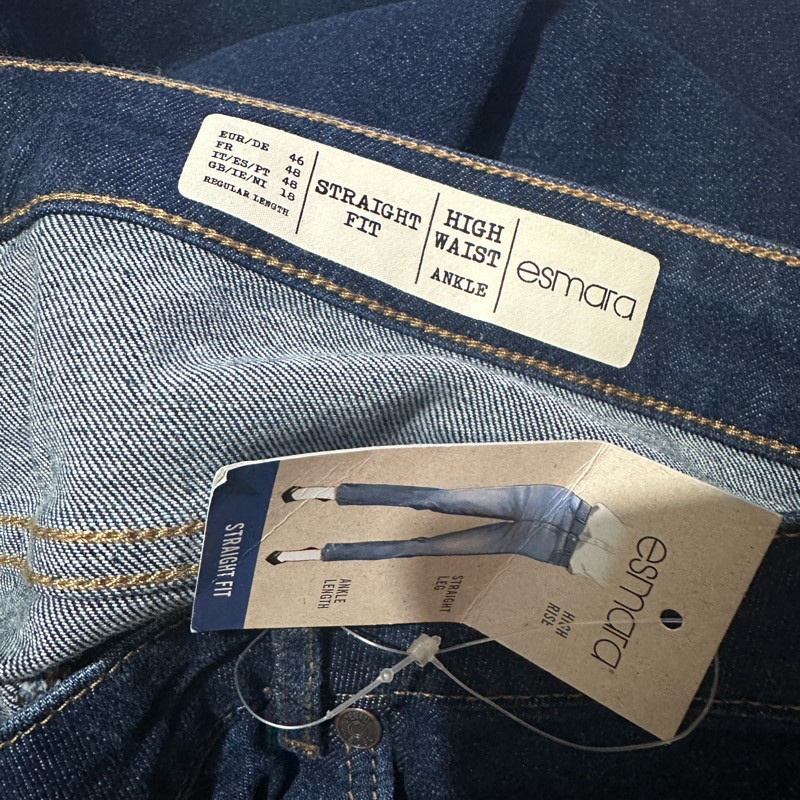 EUR/DE 46
FR 48
IT/ES/PT 48
GB/IE/NI 18
REGULAR LENGTH
STRAIGHT
FIT
HIGH
WAIST
ANKLE
esmara
STRAIGHT FIT
ANKLE
LENGTH
STRAIGHT
LEG
HIGH
RISE
esmara®